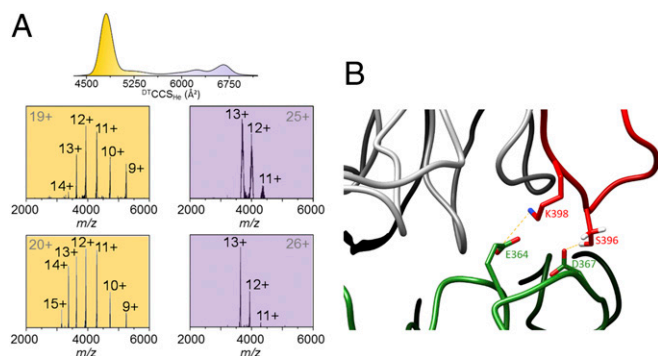 A
4500 5250 6000 6750
DTCCSHe (Å²)
19+
12+
11+
13+
10+
9+
14+
2000 4000 6000
25+
13+
12+
11+
2000 4000 6000
20+
12+
13+
11+
14+
10+
15+
9+
2000 4000 6000
m/z
26+
13+
12+
11+
2000 4000 6000
m/z
m/z
m/z
B
K398
S396
E364
D367